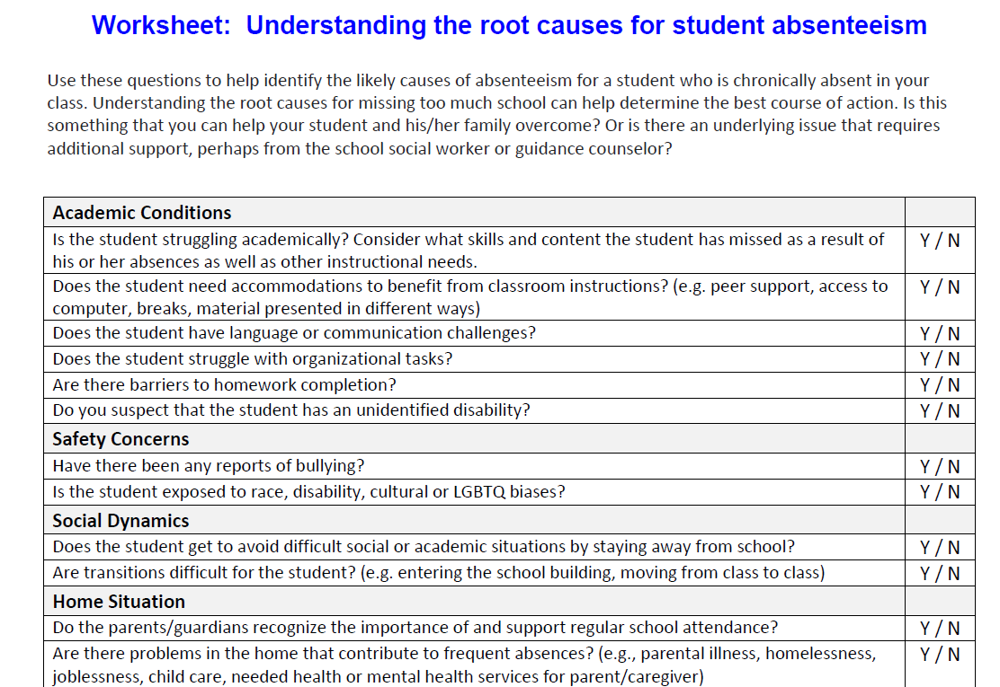 Worksheet:  Understanding the root causes for student absenteeism
Use these questions to help identify the likely causes of absenteeism for a student who is chronically absent in your
class. Understanding the root causes for missing too much school can help determine the best course of action. Is this
something that you can help your student and his/her family overcome? Or is there an underlying issue that requires
additional support, perhaps from the school social worker or guidance counselor?
Academic Conditions
Is the student struggling academically? Consider what skills and content the student has missed as a result of Y / N
his or her absences as well as other instructional needs.
Does the student need accommodations to benefit from classroom instructions? (e.g. peer support, access to Y / N
computer, breaks, material presented in different ways)
Does the student have language or communication challenges? Y / N
Does the student struggle with organizational tasks? Y / N
Are there barriers to homework completion? Y / N
Do you suspect that the student has an unidentified disability? Y / N
Safety Concerns
Have there been any reports of bullying? Y / N
Is the student exposed to race, disability, cultural or LGBTQ biases? Y / N
Social Dynamics
Does the student get to avoid difficult social or academic situations by staying away from school? Y / N
Are transitions difficult for the student? (e.g. entering the school building, moving from class to class) Y / N
Home Situation
Do the parents/guardians recognize the importance of and support regular school attendance? Y / N
Are there problems in the home that contribute to frequent absences? (e.g., parental illness, homelessness, Y / N
joblessness, child care, needed health or mental health services for parent/caregiver)